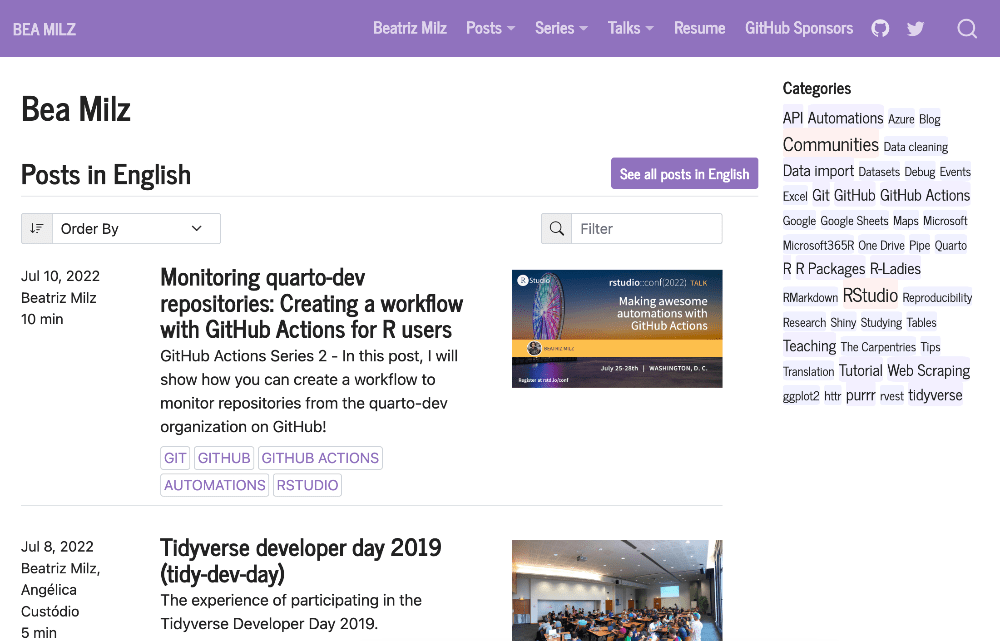 BEA MILZ
Beatriz Milz Posts Series Talks Resume GitHub Sponsors
Bea Milz
Posts in English
See all posts in English
Order By
Filter
Jul 10, 2022
Beatriz Milz
10 min
Monitoring quarto-dev
repositories: Creating a workflow
with GitHub Actions for R users
GitHub Actions Series 2 - In this post, I will
show how you can create a workflow to
monitor repositories from the quarto-dev
organization on GitHub!
GIT GITHUB GITHUB ACTIONS
AUTOMATIONS RSTUDIO
R Studio
rstudio::conf(2022) TALK
Making awesome
automations with
GitHub Actions
BEATRIZ MILZ
July 25-28th | WASHINGTON, D. C.
Register at rstd.io/conf
Jul 8, 2022
Beatriz Milz,
Angélica
Custódio
5 min
Tidyverse developer day 2019
(tidy-dev-day)
The experience of participating in the
Tidyverse Developer Day 2019.
Categories
API Automations Azure Blog
Communities Data cleaning
Data import Datasets Debug Events
Excel Git GitHub GitHub Actions
Google Google Sheets Maps Microsoft
Microsoft365R One Drive Pipe Quarto
R R Packages R-Ladies
RMarkdown RStudio Reproducibility
Research Shiny Studying Tables
Teaching The Carpentries Tips
Translation Tutorial Web Scraping
ggplot2 httr purrr rvest tidyverse